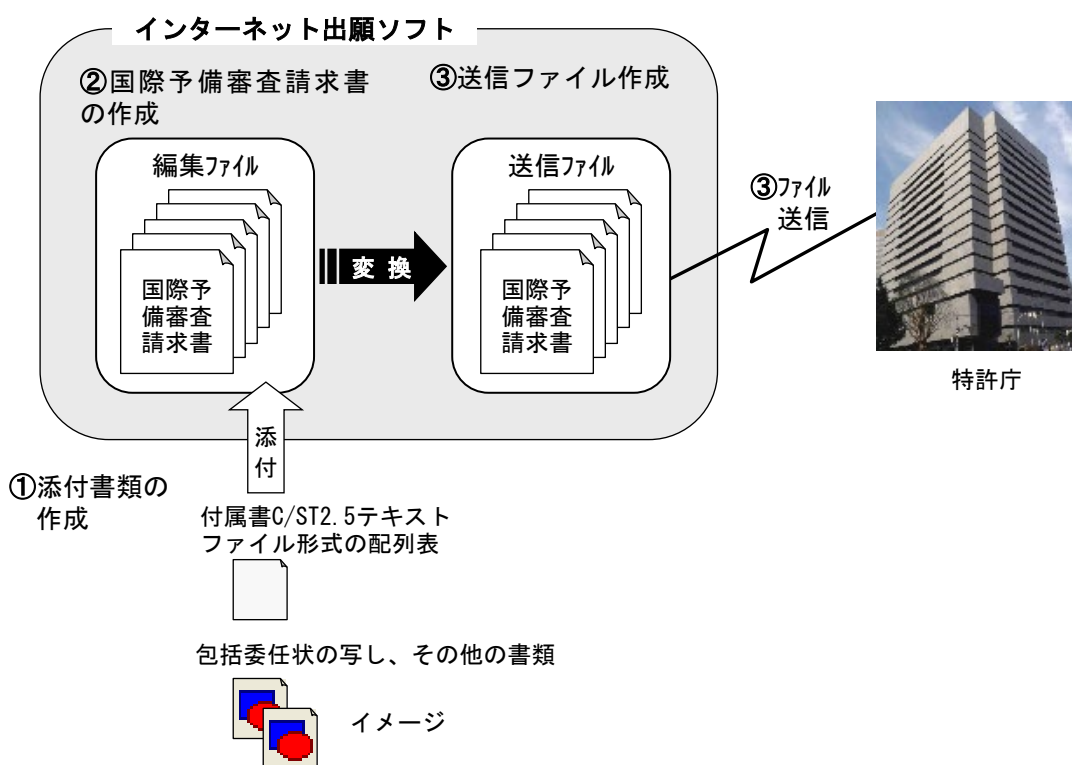 インターネット出願ソフト
②国際予備審査請求書
の作成
③送信ファイル作成
編集ﾌｧｲﾙ
国際予
備審査
請求書
変換
送信ﾌｧｲﾙ
国際予
備審査
請求書
③ﾌｧｲﾙ
送信
特許庁
添
付
①添付書類の
作成
付属書C/ST2.5テキスト
ファイル形式の配列表
包括委任状の写し、その他の書類
イメージ